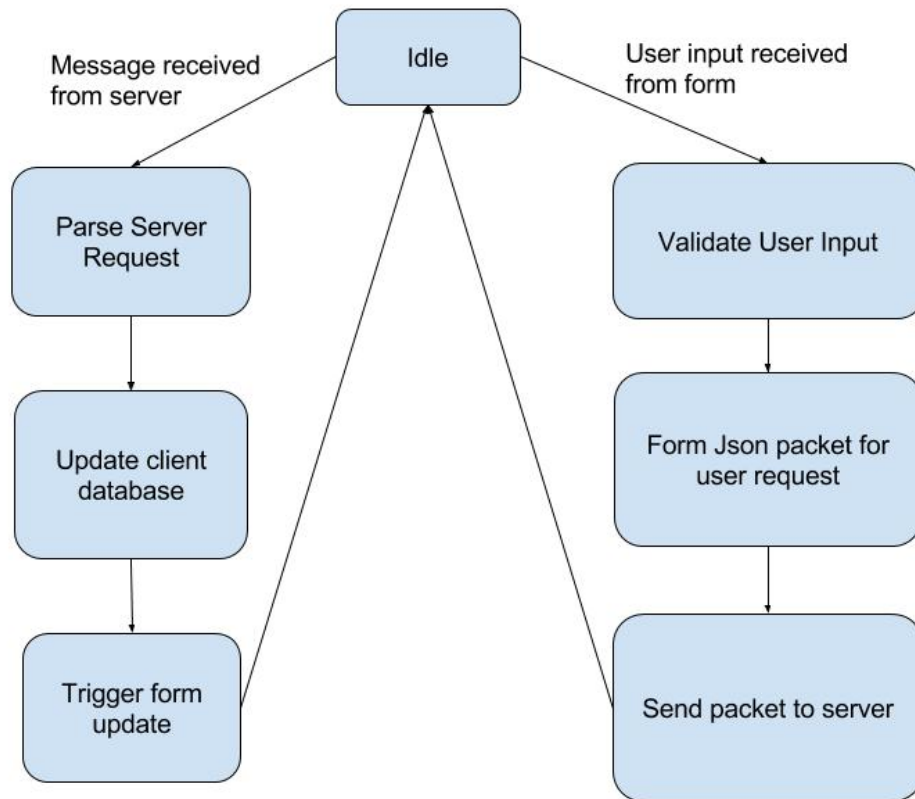 Idle
Message received
from server
User input received
from form
Parse Server
Request
Validate User Input
Update client
database
Form Json packet for
user request
Trigger form
update
Send packet to server